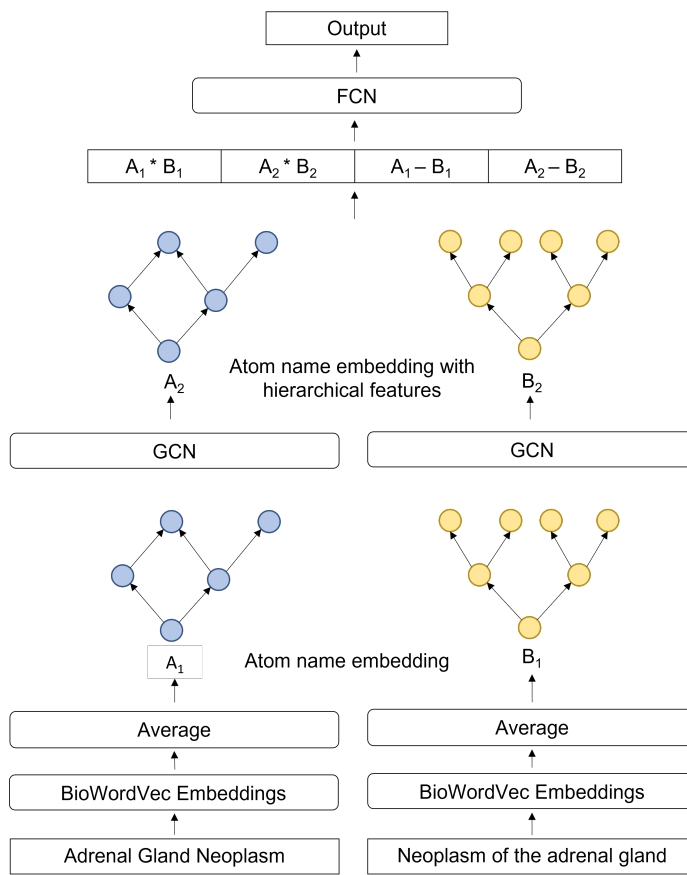 Output
FCN
A₁ * B₁ A₂ * B₂ A₁ – B₁ A₂ – B₂
A₂ Atom name embedding with B₂
hierarchical features
GCN GCN
A₁ Atom name embedding B₁
Average Average
BioWordVec Embeddings BioWordVec Embeddings
Adrenal Gland Neoplasm Neoplasm of the adrenal gland